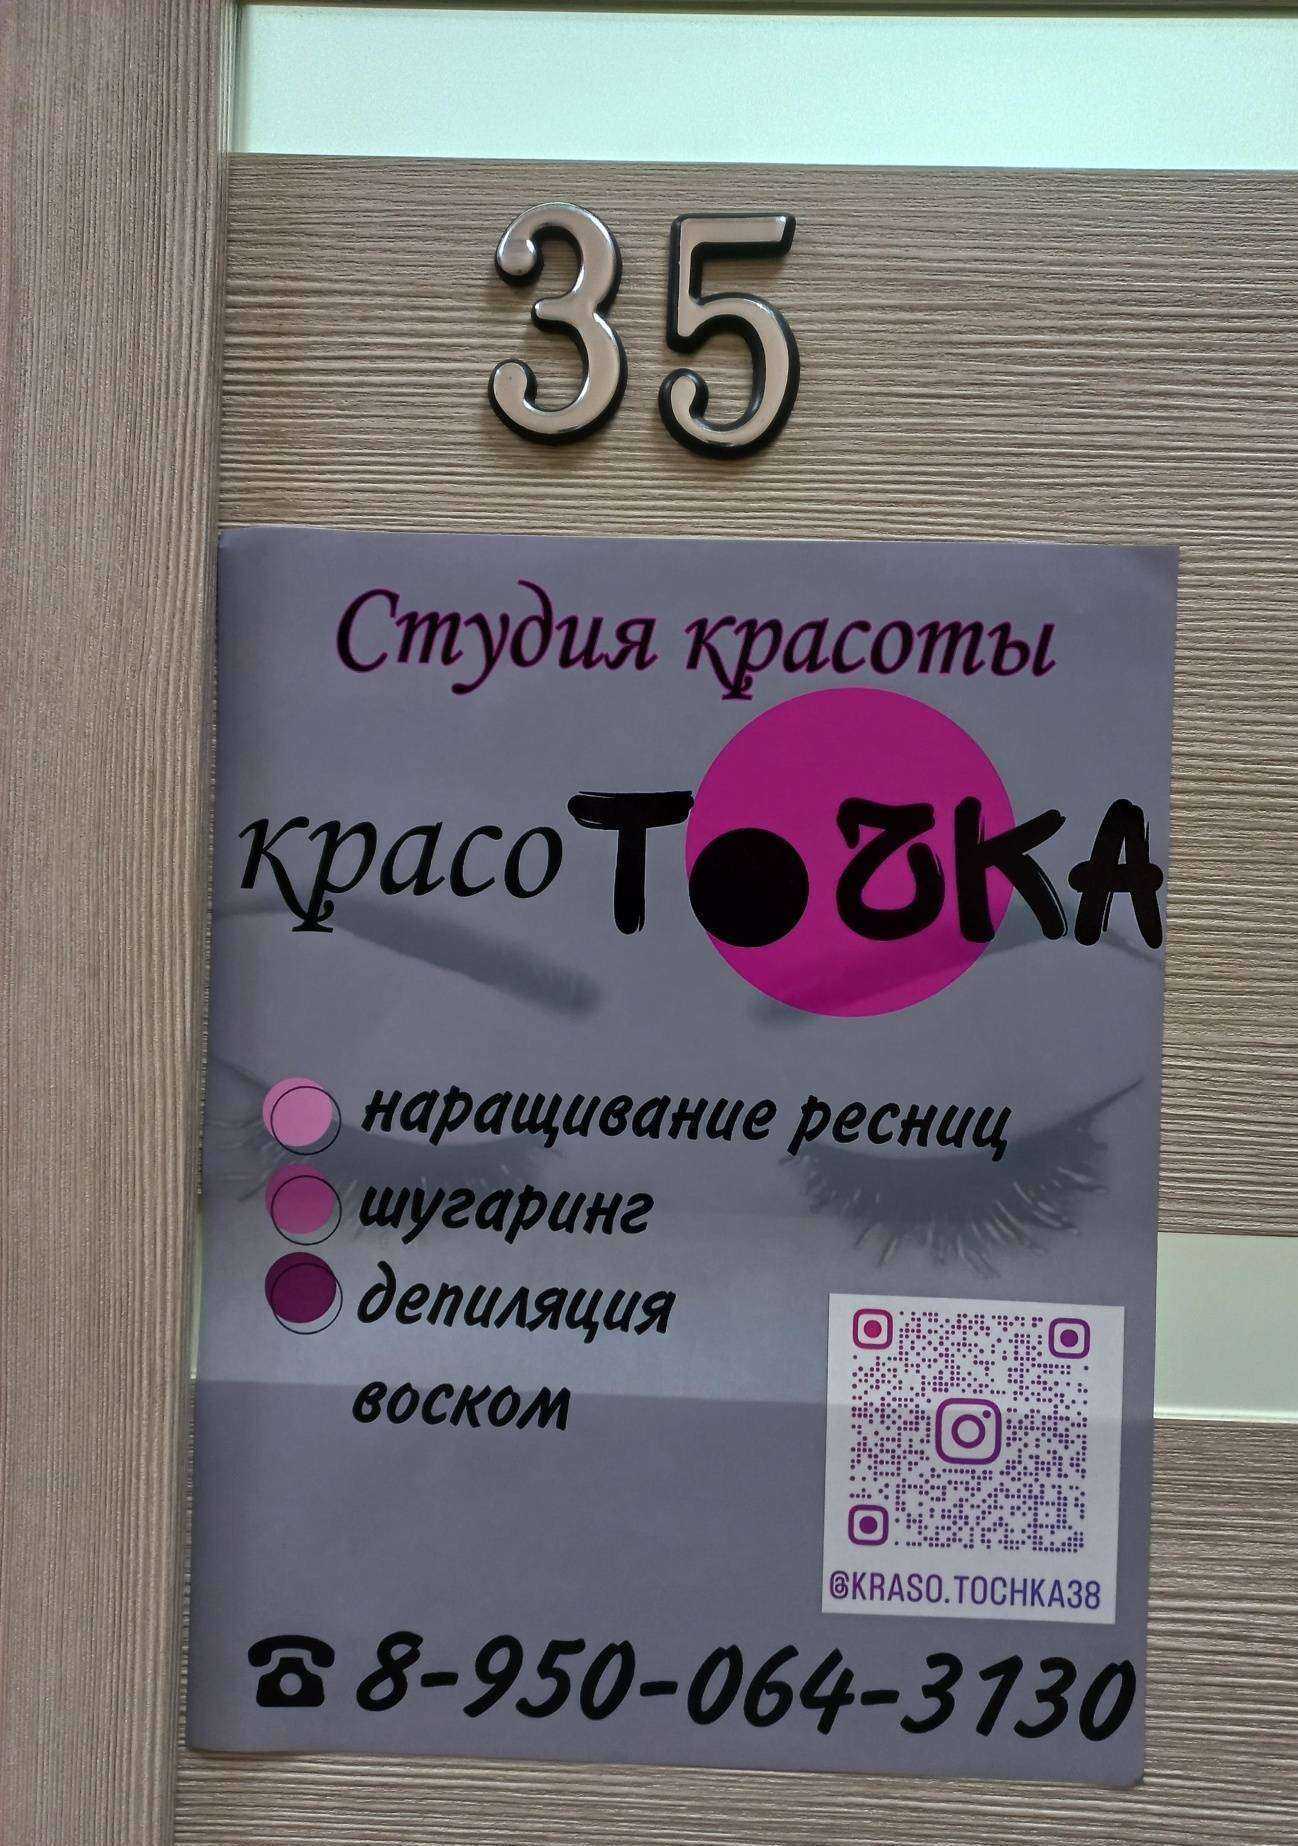 35
Студия красоты
красоТОЧКА
наращивание ресниц
шугаринг
депиляция
воском
@KRASO.TOCHKA38
8-950-064-3130